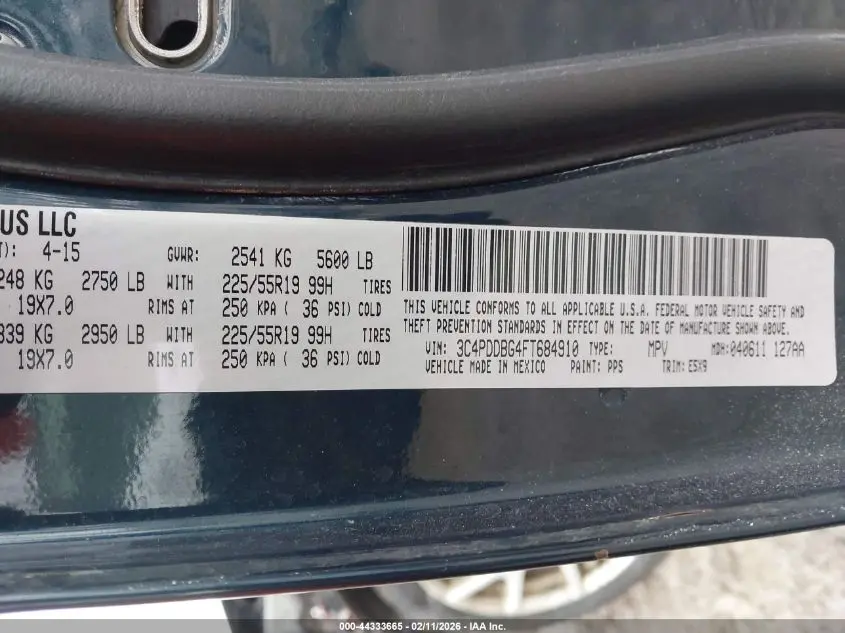 US LLC
T): 4-15 GVWR: 2541 KG 5600 LB
248 KG 2750 LB WITH 225/55R19 99H TIRES
19X7.0 RIMS AT 250 KPA ( 36 PSI) COLD
339 KG 2950 LB WITH 225/55R19 99H TIRES
19X7.0 RIMS AT 250 KPA ( 36 PSI) COLD
THIS VEHICLE CONFORMS TO ALL APPLICABLE U.S.A. FEDERAL MOTOR VEHICLE SAFETY AND
THEFT PREVENTION STANDARDS IN EFFECT ON THE DATE OF MANUFACTURE SHOWN ABOVE.
VIN: 3C4PDDBG4FT684910 TYPE: MPV MDH: 040611 127AA
VEHICLE MADE IN MEXICO PAINT: PPS TRIM: E5X9
000-44333665 - 02/11/2026 - IAA Inc.